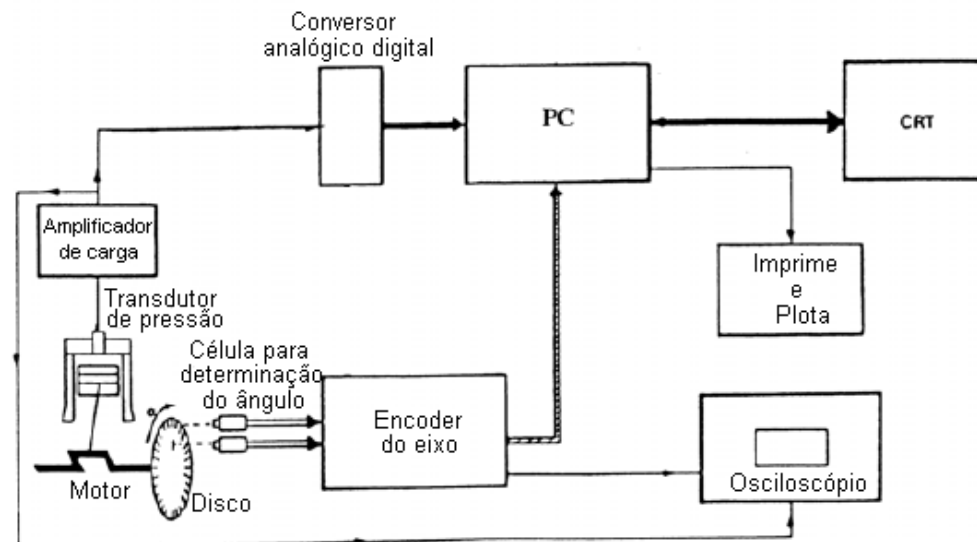 Conversor
analógico digital
PC
CRT
Amplificador
de carga
Imprime
e
Plota
Transdutor
de pressão
Célula para
determinação
do ângulo
α
Encoder
do eixo
Osciloscópio
Motor
Disco